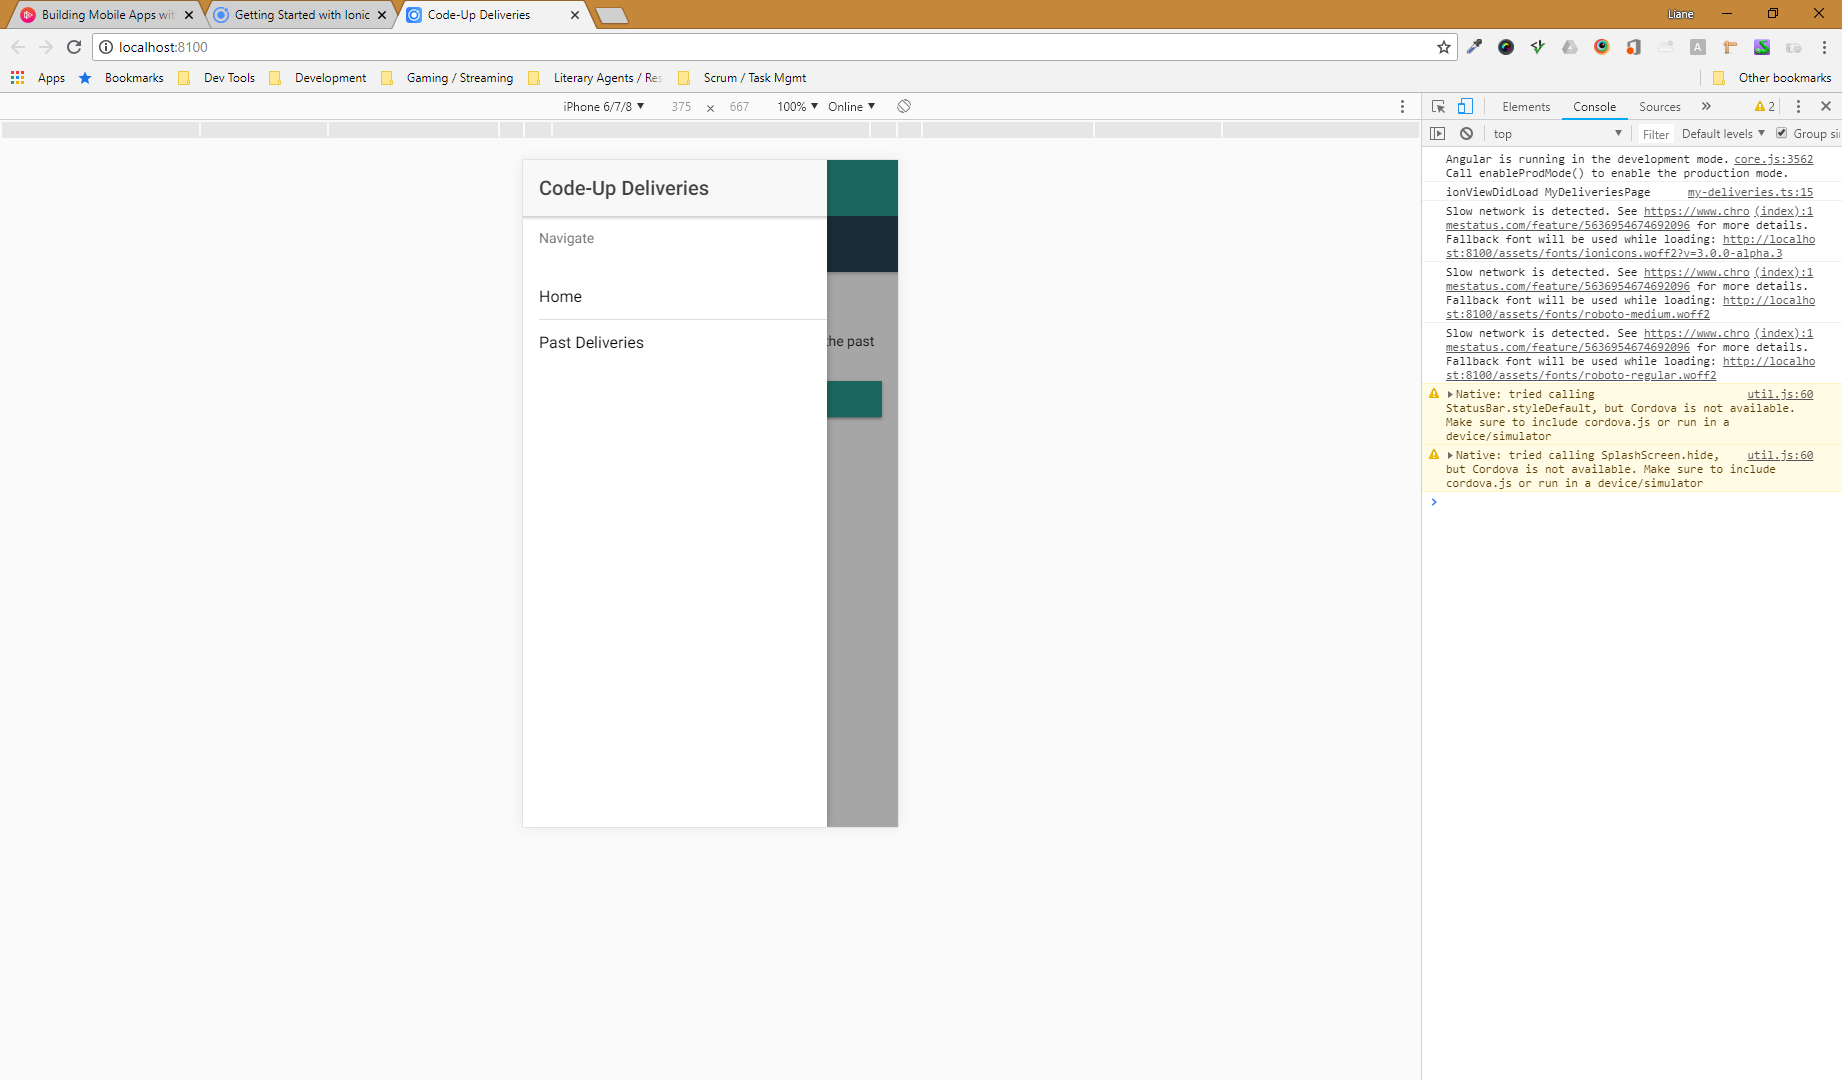 Building Mobile Apps wit
Getting Started with Ionic
Code-Up Deliveries
Liane
localhost:8100
Apps
Bookmarks
Dev Tools
Development
Gaming / Streaming
Literary Agents / Res
Scrum / Task Mgmt
Other bookmarks
iPhone 6/7/8 ▼ 375 × 667 100% ▼ Online ▼
Elements Console Sources » 2
top Filter Default levels ▼ Group si
Code-Up Deliveries
Navigate
Home
Past Deliveries
the past
Angular is running in the development mode. core.js:3562
Call enableProdMode() to enable the production mode.
ionViewDidLoad MyDeliveriesPage my-deliveries.ts:15
Slow network is detected. See https://www.chro (index):1
mestatus.com/feature/5636954674692096 for more details.
Fallback font will be used while loading: http://localho
st:8100/assets/fonts/ionicons.woff2?v=3.0.0-alpha.3
Slow network is detected. See https://www.chro (index):1
mestatus.com/feature/5636954674692096 for more details.
Fallback font will be used while loading: http://localho
st:8100/assets/fonts/roboto-medium.woff2
Slow network is detected. See https://www.chro (index):1
mestatus.com/feature/5636954674692096 for more details.
Fallback font will be used while loading: http://localho
st:8100/assets/fonts/roboto-regular.woff2
Native: tried calling util.js:60
StatusBar.styleDefault, but Cordova is not available.
Make sure to include cordova.js or run in a
device/simulator
Native: tried calling SplashScreen.hide, util.js:60
but Cordova is not available. Make sure to include
cordova.js or run in a device/simulator